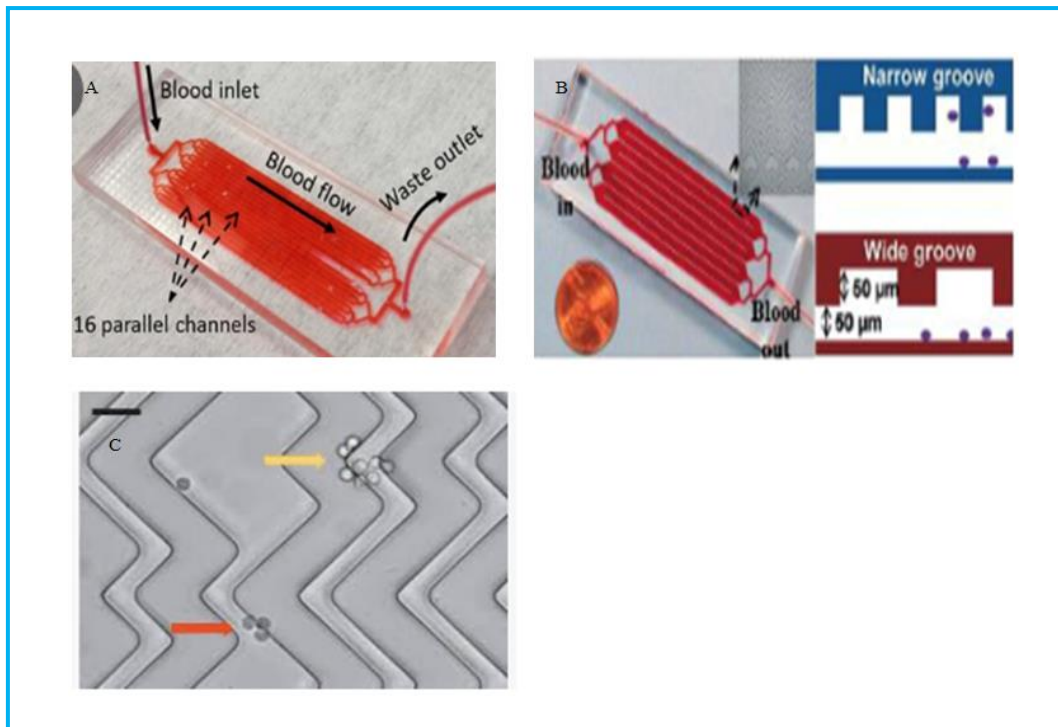 A
Blood inlet
Blood flow
Waste outlet
16 parallel channels
B
Blood
in
Blood
out
Narrow groove
Wide groove
50 µm
50 µm
C